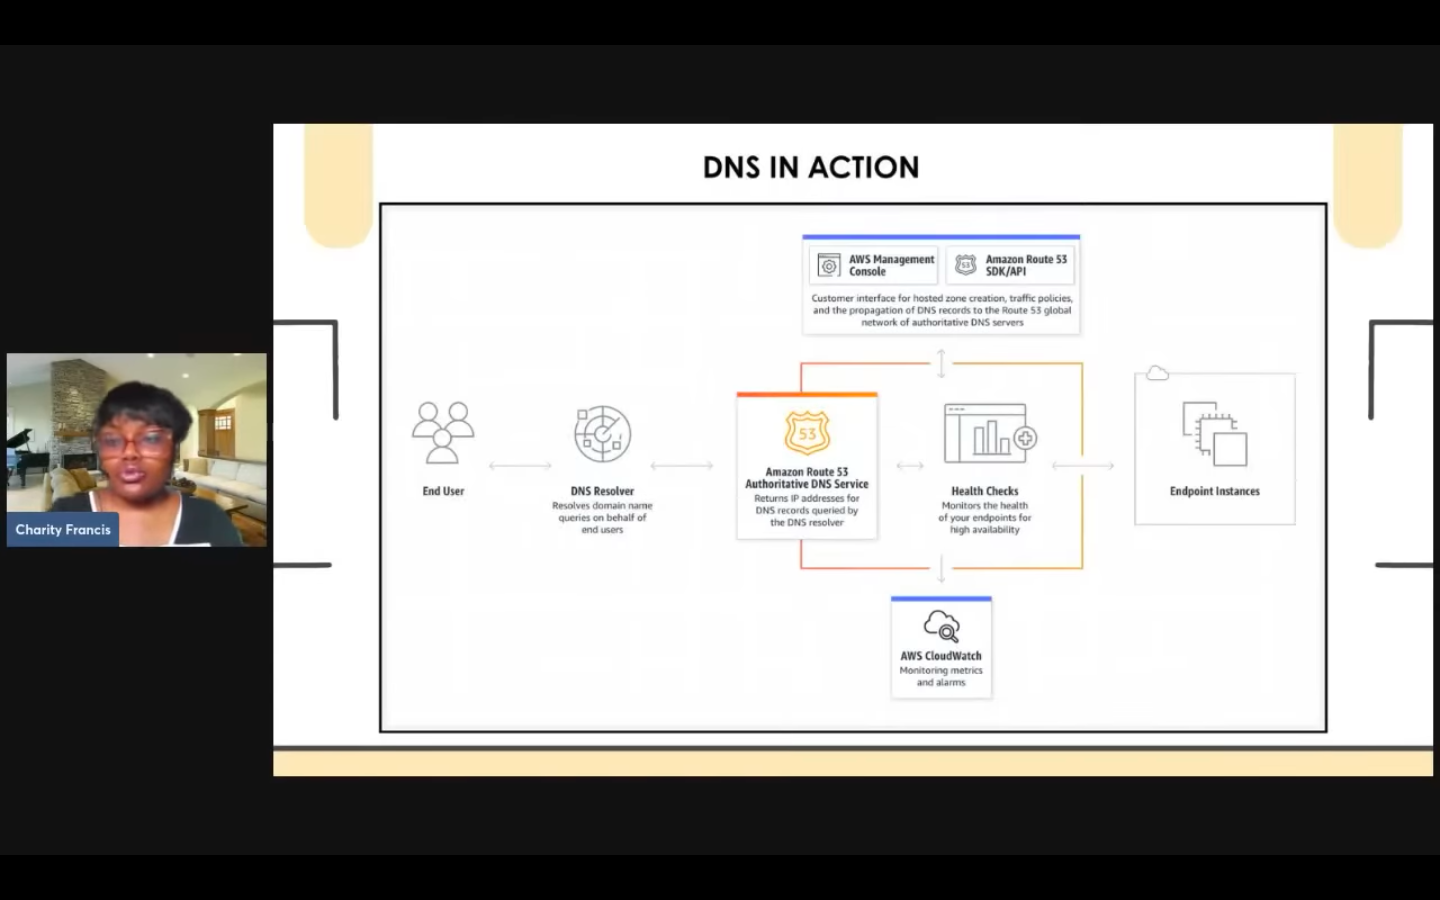 DNS IN ACTION
AWS Management
Console
Amazon Route 53
SDK/API
Customer interface for hosted zone creation, traffic policies,
and the propagation of DNS records to the Route 53 global
network of authoritative DNS servers
End User
DNS Resolver
Resolves domain name
queries on behalf of
end users
53
Amazon Route 53
Authoritative DNS Service
Returns IP addresses for
DNS records queried by
the DNS resolver
Health Checks
Monitors the health
of your endpoints for
high availability
Endpoint Instances
AWS CloudWatch
Monitoring metrics
and alarms
Charity Francis